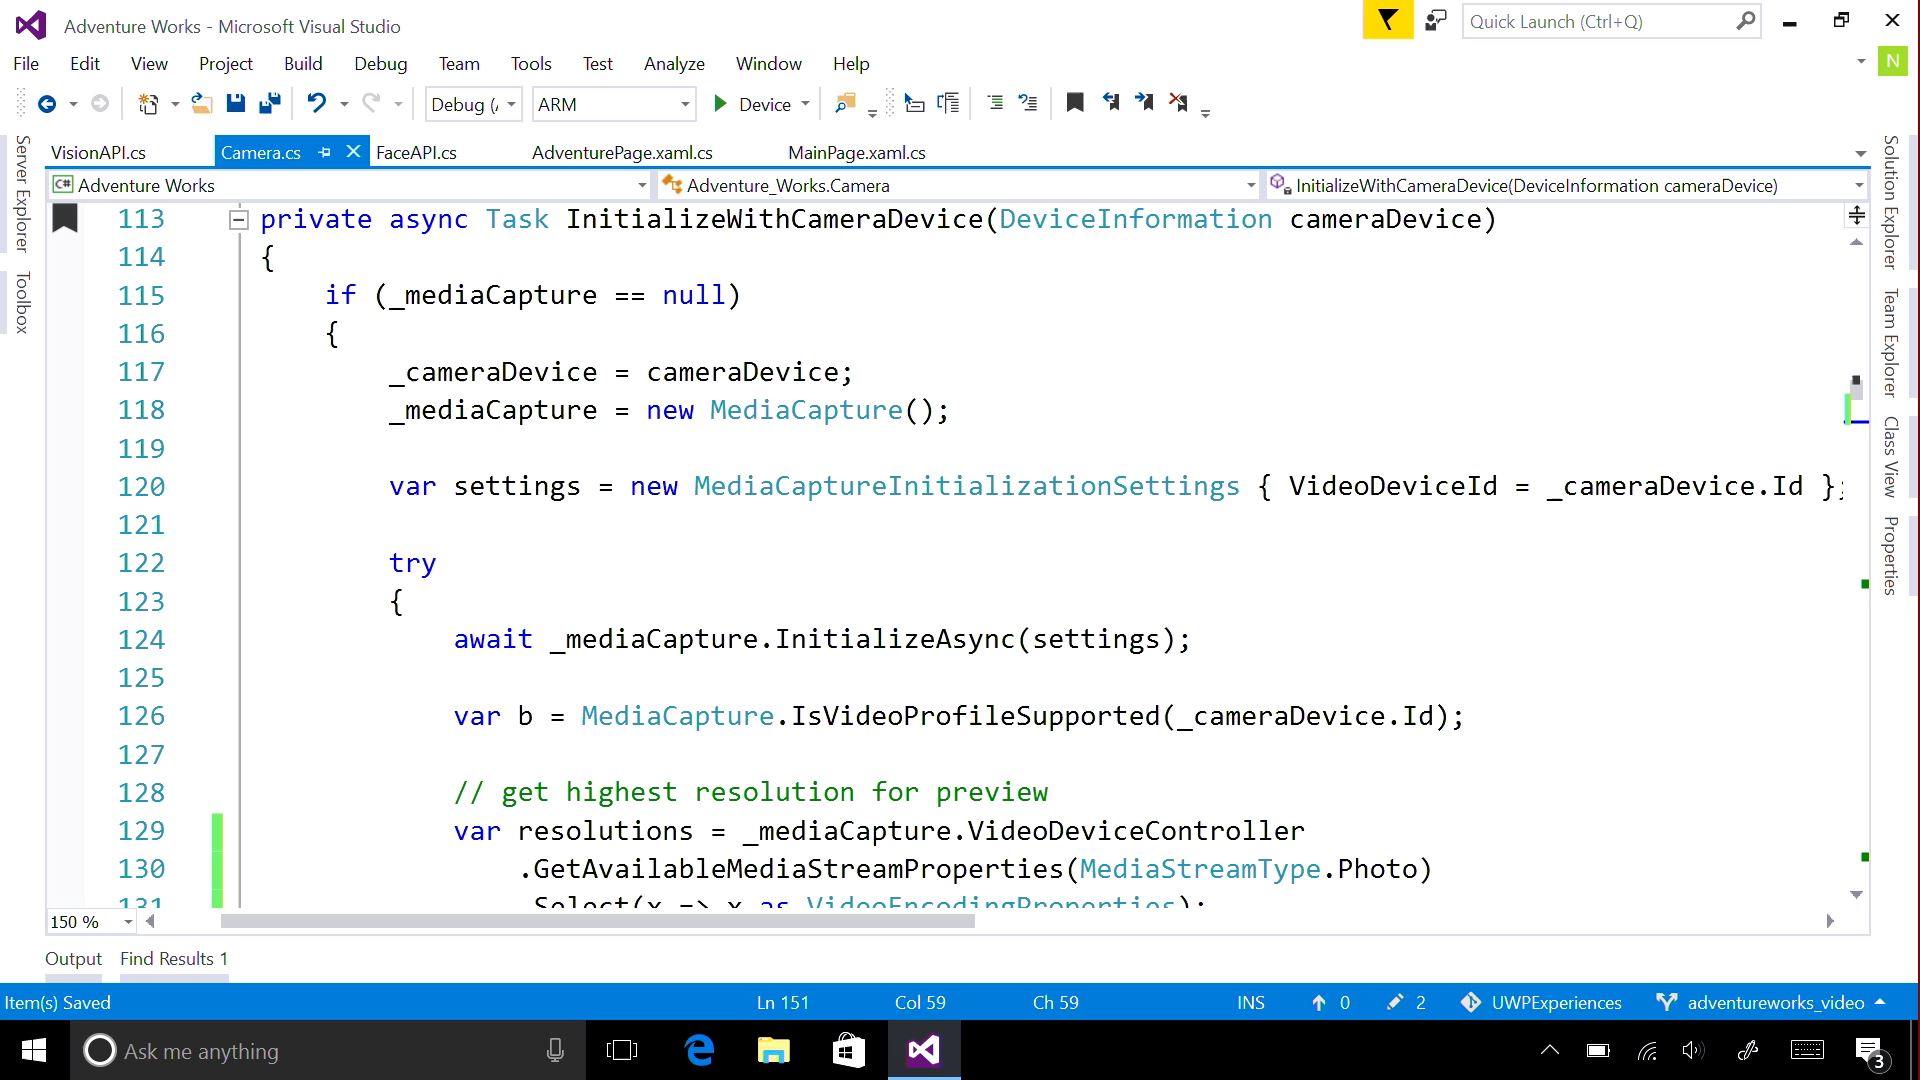 Adventure Works - Microsoft Visual Studio
Quick Launch (Ctrl+Q)
File Edit View Project Build Debug Team Tools Test Analyze Window Help
N
Debug (A ARM Device
VisionAPI.cs Camera.cs FaceAPI.cs AdventurePage.xaml.cs MainPage.xaml.cs
C# Adventure Works Adventure_Works.Camera InitializeWithCameraDevice(DeviceInformation cameraDevice)
Server Explorer
Toolbox
Solution Explorer
Team Explorer
Class View
Properties
113 private async Task InitializeWithCameraDevice(DeviceInformation cameraDevice)
114 {
115 if (_mediaCapture == null)
116 {
117 _cameraDevice = cameraDevice;
118 _mediaCapture = new MediaCapture();
119
120 var settings = new MediaCaptureInitializationSettings { VideoDeviceId = _cameraDevice.Id };
121
122 try
123 {
124 await _mediaCapture.InitializeAsync(settings);
125
126 var b = MediaCapture.IsVideoProfileSupported(_cameraDevice.Id);
127
128 // get highest resolution for preview
129 var resolutions = _mediaCapture.VideoDeviceController
130 .GetAvailableMediaStreamProperties(MediaStreamType.Photo)
131 .Select(x => x as VideoEncodingProperties);
150 %
Output Find Results 1
Item(s) Saved Ln 151 Col 59 Ch 59 INS 0 2 UWPExperiences adventureworks_video
Ask me anything 3